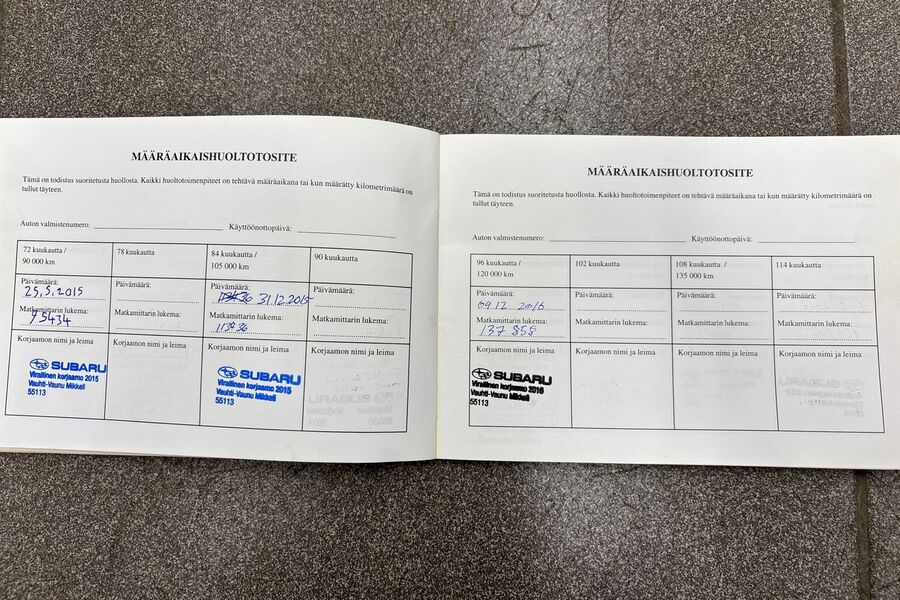 MÄÄRÄAIKAISHUOLTOTOSITE
Tämä on todistus suoritetusta huollosta. Kaikki huoltotoimenpiteet on tehtävä määräaikana tai kun määrätty kilometrimäärä on
tullut täyteen.
Auton valmistenumero: Käyttöönottopäivä:
72 kuukautta /
90 000 km
Päivämäärä:
25.5.2015
Matkamittarin lukema:
95434
Korjaamon nimi ja leima
SUBARU
Virallinen korjaamo 2015
Vauhti-Vaunu Mikkeli
55113
78 kuukautta
Päivämäärä:
Matkamittarin lukema:
Korjaamon nimi ja leima
84 kuukautta /
105 000 km
Päivämäärä:
31.12.2015
Matkamittarin lukema:
Korjaamon nimi ja leima
SUBARU
Virallinen korjaamo 2015
Vauhti-Vaunu Mikkeli
55113
90 kuukautta
Päivämäärä:
Matkamittarin lukema:
Korjaamon nimi ja leima
MÄÄRÄAIKAISHUOLTOTOSITE
Tämä on todistus suoritetusta huollosta. Kaikki huoltotoimenpiteet on tehtävä määräaikana tai kun määrätty kilometrimäärä on
tullut täyteen.
Auton valmistenumero: Käyttöönottopäivä:
96 kuukautta /
120 000 km
Päivämäärä:
09 12 2016
Matkamittarin lukema:
137 858
Korjaamon nimi ja leima
SUBARU
Virallinen korjaamo 2016
Vauhti-Vaunu Mikkeli
55113
102 kuukautta
Päivämäärä:
Matkamittarin lukema:
Korjaamon nimi ja leima
108 kuukautta /
135 000 km
Päivämäärä:
Matkamittarin lukema:
Korjaamon nimi ja leima
114 kuukautta
Päivämäärä:
Matkamittarin lukema:
Korjaamon nimi ja leima